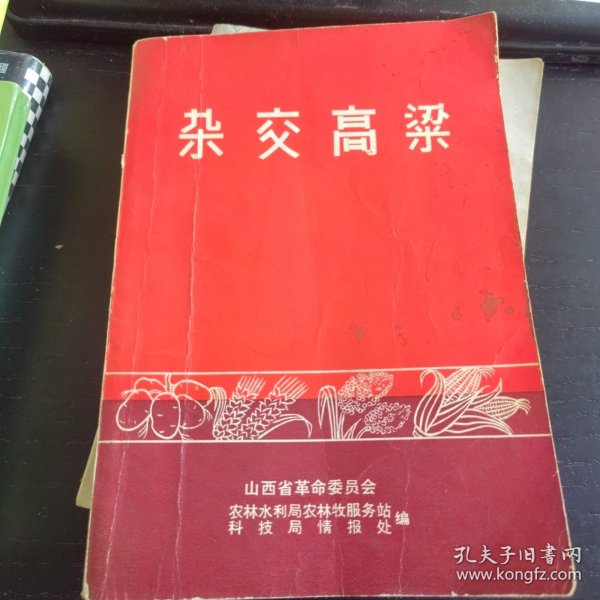 杂交高粱
山西省革命委员会
农林水利局农林牧服务站
科技局情报处
编
孔夫子旧书网
www.kongfz.com